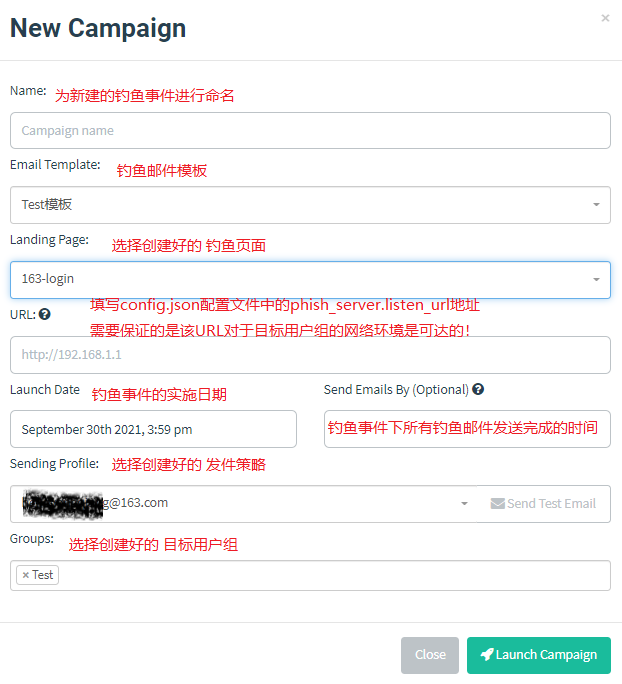 New Campaign
×
Name: 为新建的钓鱼事件进行命名
Campaign name
Email Template: 钓鱼邮件模板
Test模板
Landing Page: 选择创建好的 钓鱼页面
163-login
填写config.json配置文件中的phish_server.listen_url地址
URL:
需要保证的是该URL对于目标用户组的网络环境是可达的！
http://192.168.1.1
Launch Date 钓鱼事件的实施日期
Send Emails By (Optional)
September 30th 2021, 3:59 pm
钓鱼事件下所有钓鱼邮件发送完成的时间
Sending Profile: 选择创建好的 发件策略
g@163.com
Send Test Email
Groups: 选择创建好的 目标用户组
× Test
Close
Launch Campaign